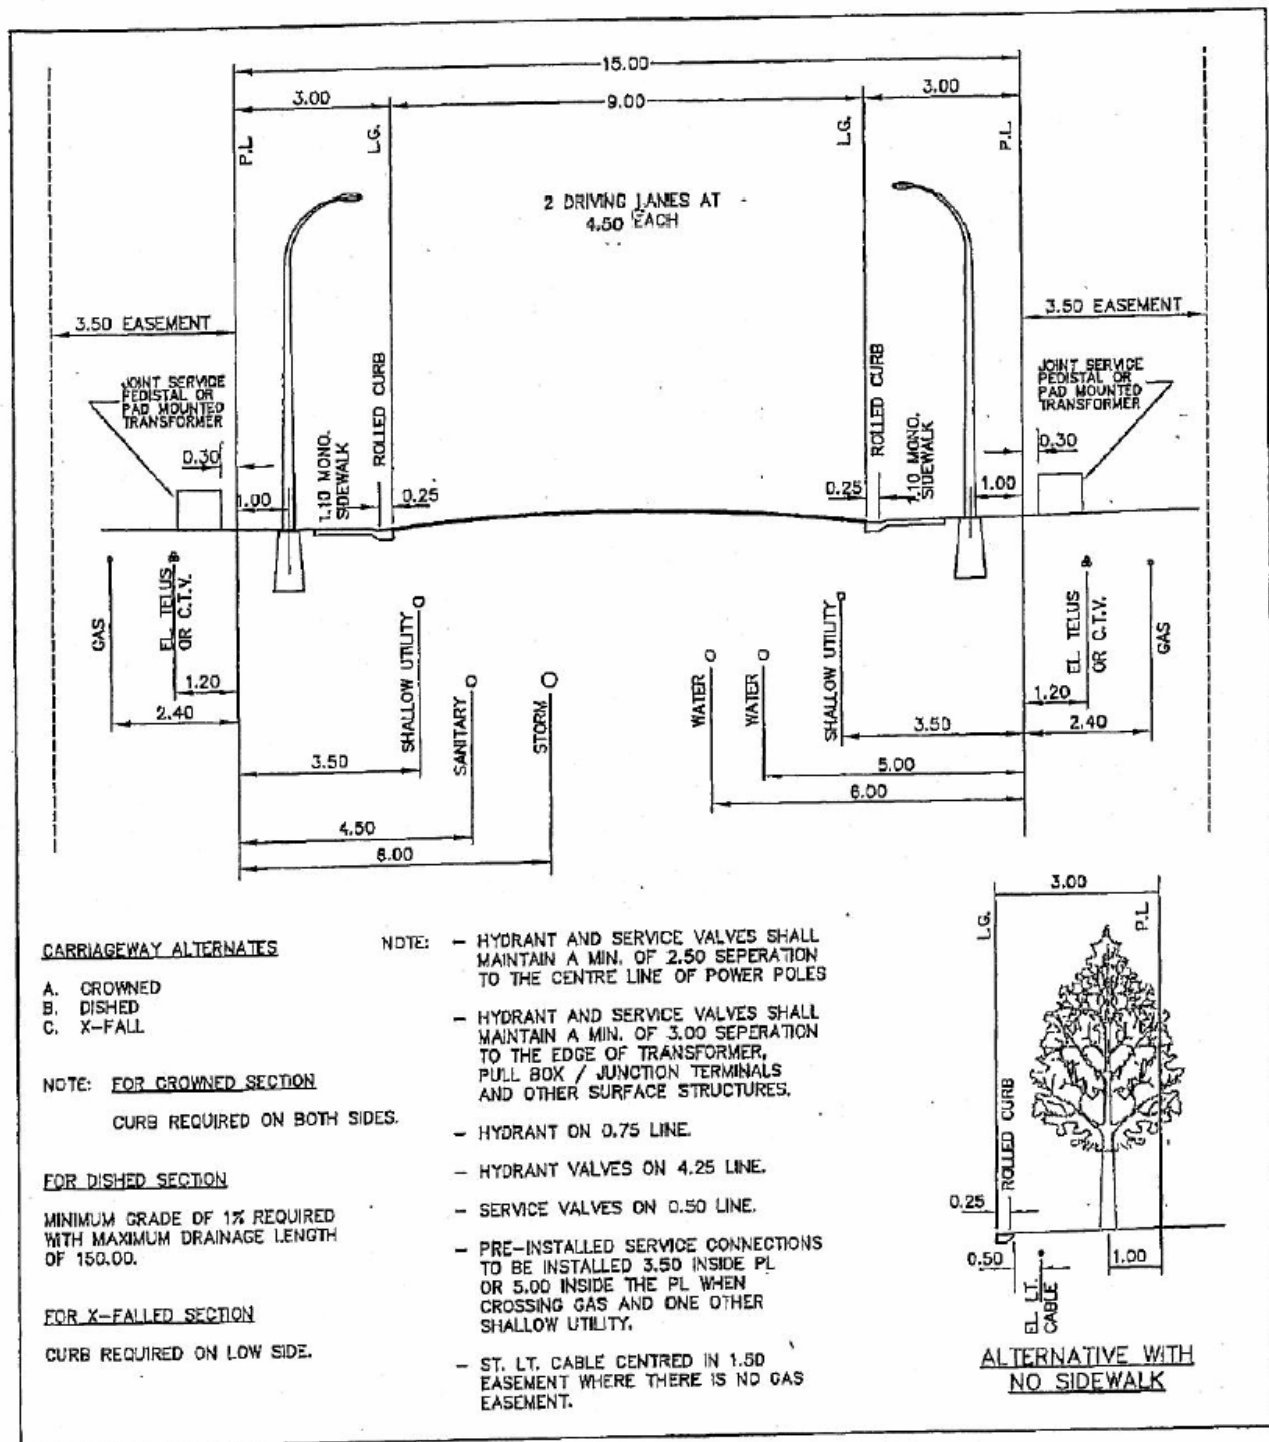 15.00
3.00
9.00
3.00
P.L.
L.G.
L.G.
P.L.
2 DRIVING LANES AT
4.50 EACH
3.50 EASEMENT
3.50 EASEMENT
JOINT SERVICE
PEDISTAL OR
PAD MOUNTED
TRANSFORMER
JOINT SERVICE
PEDISTAL OR
PAD MOUNTED
TRANSFORMER
0.30
1.00
1.10 MONO.
SIDEWALK
ROLLED CURB
0.25
0.25
ROLLED CURB
1.10 MONO.
SIDEWALK
1.00
0.30
GAS
EL. TELUS
OR C.T.V.
1.20
2.40
SHALLOW UTILITY
3.50
SANITARY
4.50
STORM
6.00
WATER
WATER
SHALLOW UTILITY
3.50
5.00
6.00
EL. TELUS
OR C.T.V.
GAS
1.20
2.40
CARRIAGEWAY ALTERNATES
A. CROWNED
B. DISHED
C. X-FALL
NOTE: FOR CROWNED SECTION
CURB REQUIRED ON BOTH SIDES.
FOR DISHED SECTION
MINIMUM GRADE OF 1% REQUIRED
WITH MAXIMUM DRAINAGE LENGTH
OF 150.00.
FOR X-FALLED SECTION
CURB REQUIRED ON LOW SIDE.
NOTE: - HYDRANT AND SERVICE VALVES SHALL
MAINTAIN A MIN. OF 2.50 SEPERATION
TO THE CENTRE LINE OF POWER POLES
- HYDRANT AND SERVICE VALVES SHALL
MAINTAIN A MIN. OF 3.00 SEPERATION
TO THE EDGE OF TRANSFORMER,
PULL BOX / JUNCTION TERMINALS
AND OTHER SURFACE STRUCTURES.
- HYDRANT ON 0.75 LINE.
- HYDRANT VALVES ON 4.25 LINE.
- SERVICE VALVES ON 0.50 LINE.
- PRE-INSTALLED SERVICE CONNECTIONS
TO BE INSTALLED 3.50 INSIDE PL
OR 5.00 INSIDE THE PL WHEN
CROSSING GAS AND ONE OTHER
SHALLOW UTILITY.
- ST. LT. CABLE CENTRED IN 1.50
EASEMENT WHERE THERE IS NO GAS
EASEMENT.
3.00
L.G.
P.L.
ROLLED CURB
0.25
0.50
EL. LT.
CABLE
1.00
ALTERNATIVE WITH
NO SIDEWALK